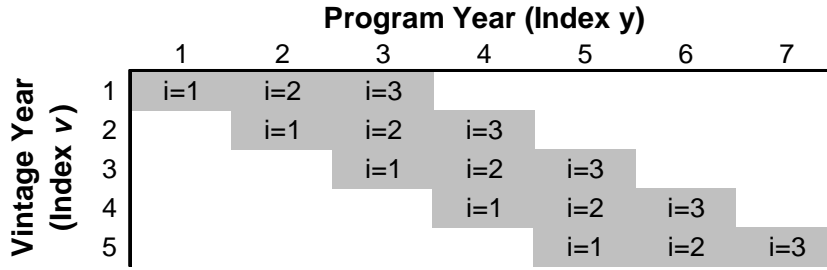 Program Year (Index y)
1 2 3 4 5 6 7
Vintage Year
(Index v)
1 i=1 i=2 i=3
2 i=1 i=2 i=3
3 i=1 i=2 i=3
4 i=1 i=2 i=3
5 i=1 i=2 i=3